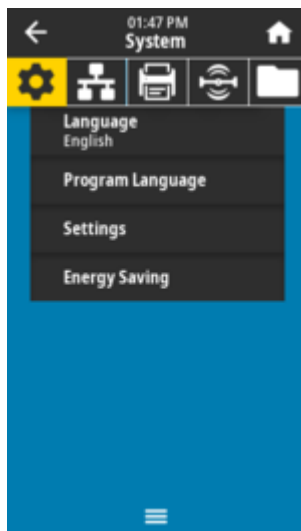 01:47 PM
System
Language
English
Program Language
Settings
Energy Saving